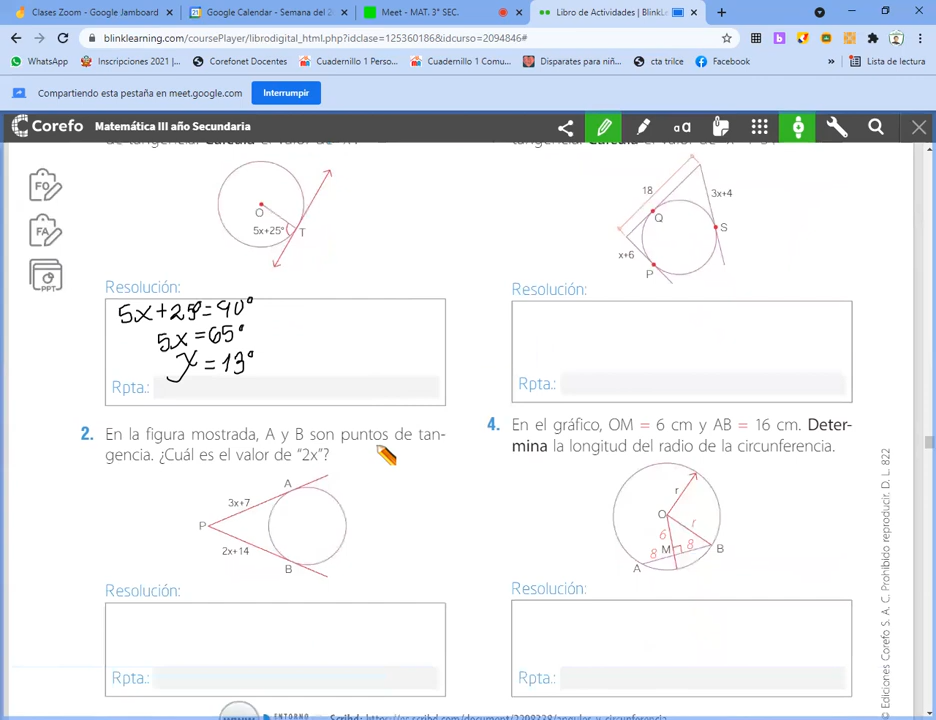 Clases Zoom - Google Jamboard
Google Calendar - Semana del 2
Meet - MAT. 3° SEC.
Libro de Actividades | BlinkLe
blinklearning.com/coursePlayer/librodigital_html.php?idclase=125360186&idcurso=2094846#
WhatsApp
Inscripciones 2021 |...
Corefonet Docentes
Cuadernillo 1 Perso...
Cuadernillo 1 Comu...
Disparates para niñ...
cta trilce
Facebook
»
Lista de lectura
Compartiendo esta pestaña en meet.google.com
Interrumpir
Corefo
Matemática III año Secundaria
aα
FO
FA
PPT
O
5x+25°
T
Resolución:
5x+25°=90°
5x=65°
x=13°
Rpta.:
2. En la figura mostrada, A y B son puntos de tan-
gencia. ¿Cuál es el valor de “2x”?
A
3x+7
P
2x+14
B
Resolución:
Rpta.:
18
3x+4
Q
S
x+6
P
Resolución:
Rpta.:
4. En el gráfico, OM = 6 cm y AB = 16 cm. Deter-
mina la longitud del radio de la circunferencia.
r
O
r
6
M
8
8
B
A
Resolución:
Rpta.:
© Ediciones Corefo S. A. C. Prohibido reproducir. D. L. 822